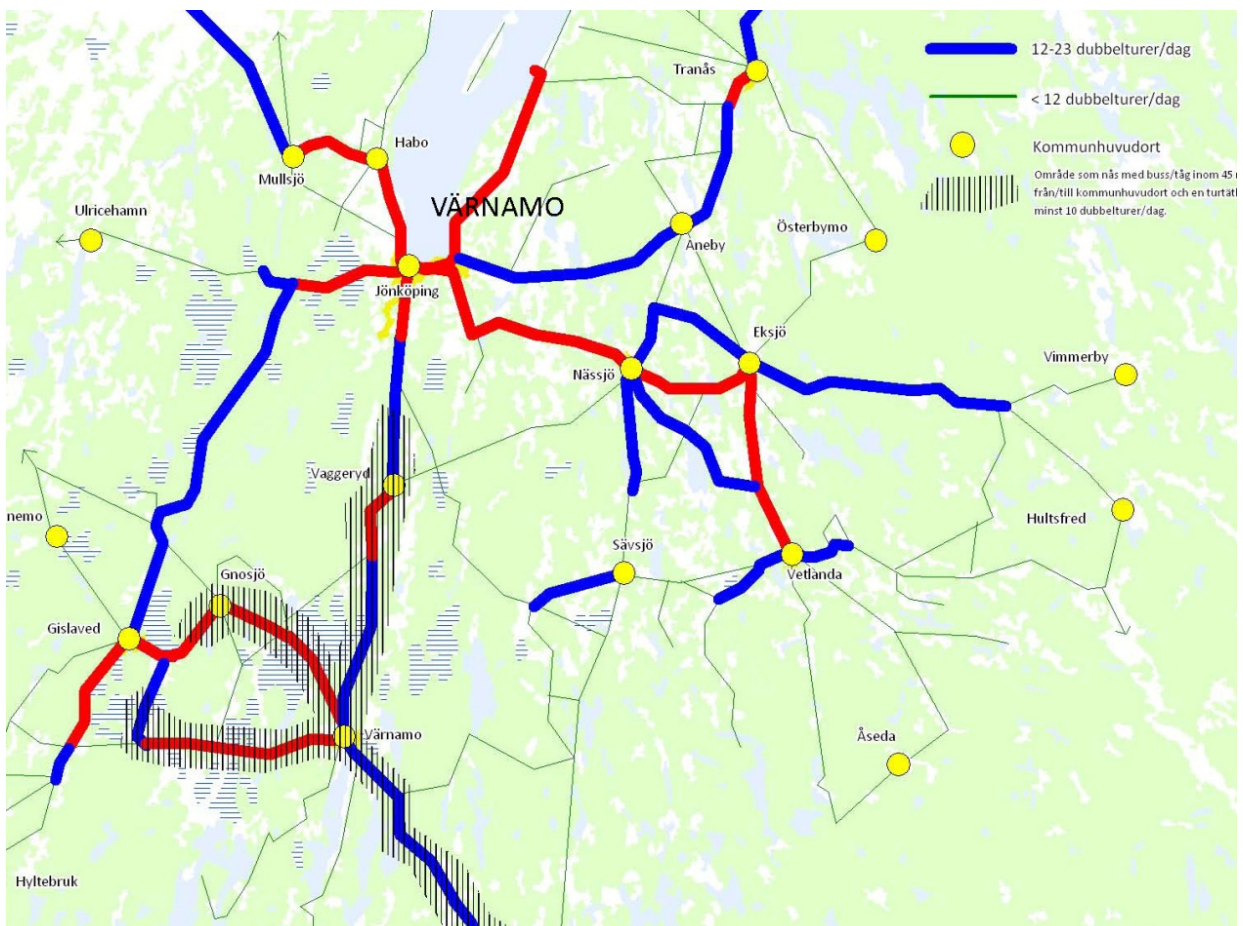 12-23 dubbelturer/dag
Tranås
< 12 dubbelturer/dag
Habo
Kommunhuvudort
Mullsjö
Område som nås med buss/tåg inom 45
från/till kommunhuvudort och en
minst 10 dubbelturer/dag.
VÄRNAMO
Ulricehamn
Österbymo
Aneby
Jönköping
Eksjö
Vimmerby
Nässjö
Vaggeryd
nemo
Hultsfred
Sävsjö
Gnosjö
Vetlanda
Gislaved
Värnamo
Åseda
Hyltebruk